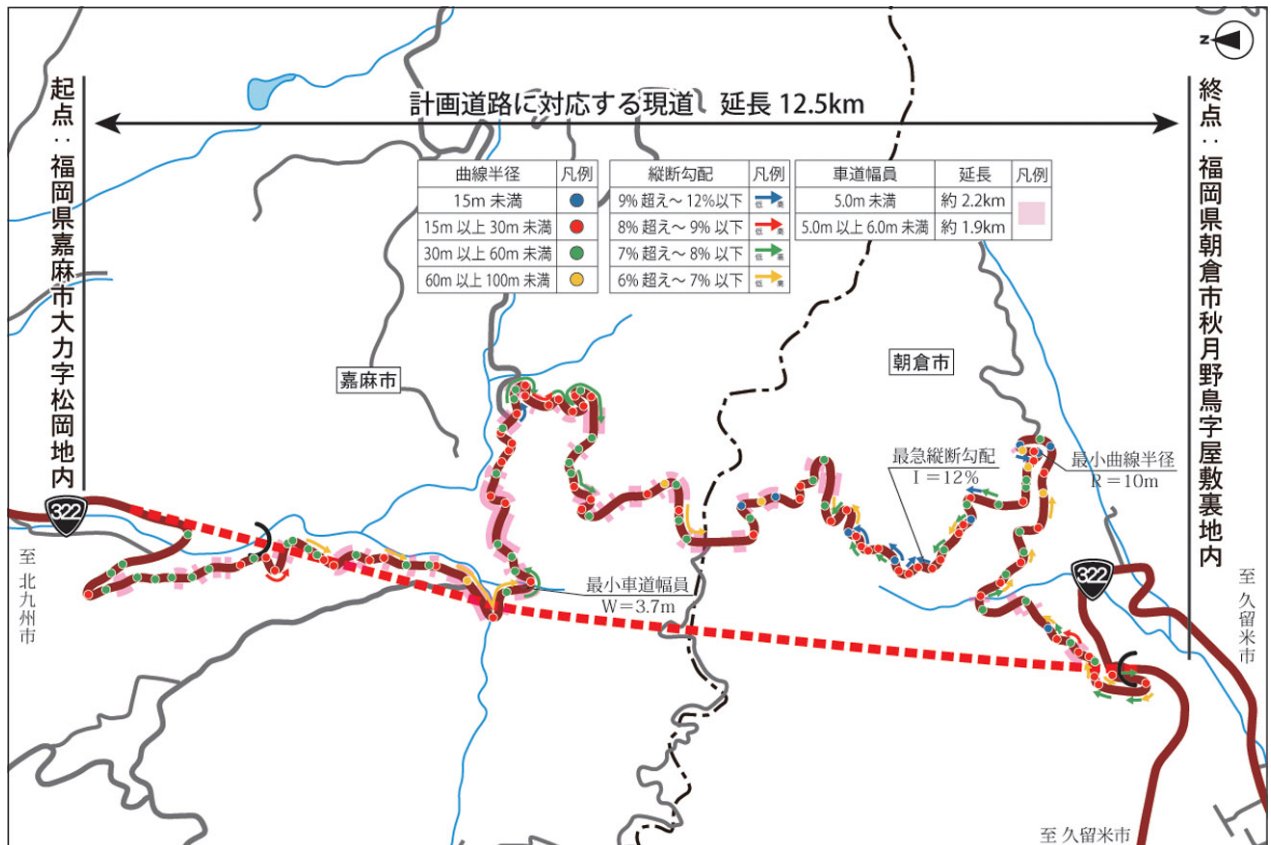 N
計画道路に対応する現道 延長 12.5km
起点：福岡県嘉麻市大力字松岡地内
終点：福岡県朝倉市秋月野鳥字屋敷裏地内
曲線半径 凡例
15m 未満
15m 以上 30m 未満
30m 以上 60m 未満
60m 以上 100m 未満
縦断勾配 凡例
9% 超え～ 12%以下
8% 超え～ 9% 以下
7% 超え～ 8% 以下
6% 超え～ 7% 以下
車道幅員 延長 凡例
5.0m 未満 約 2.2km
5.0m 以上 6.0m 未満 約 1.9km
嘉麻市
朝倉市
最急縦断勾配
I＝12%
最小曲線半径
R＝10m
322
至 北九州市
最小車道幅員
W＝3.7m
322
至 久留米市
至 久留米市